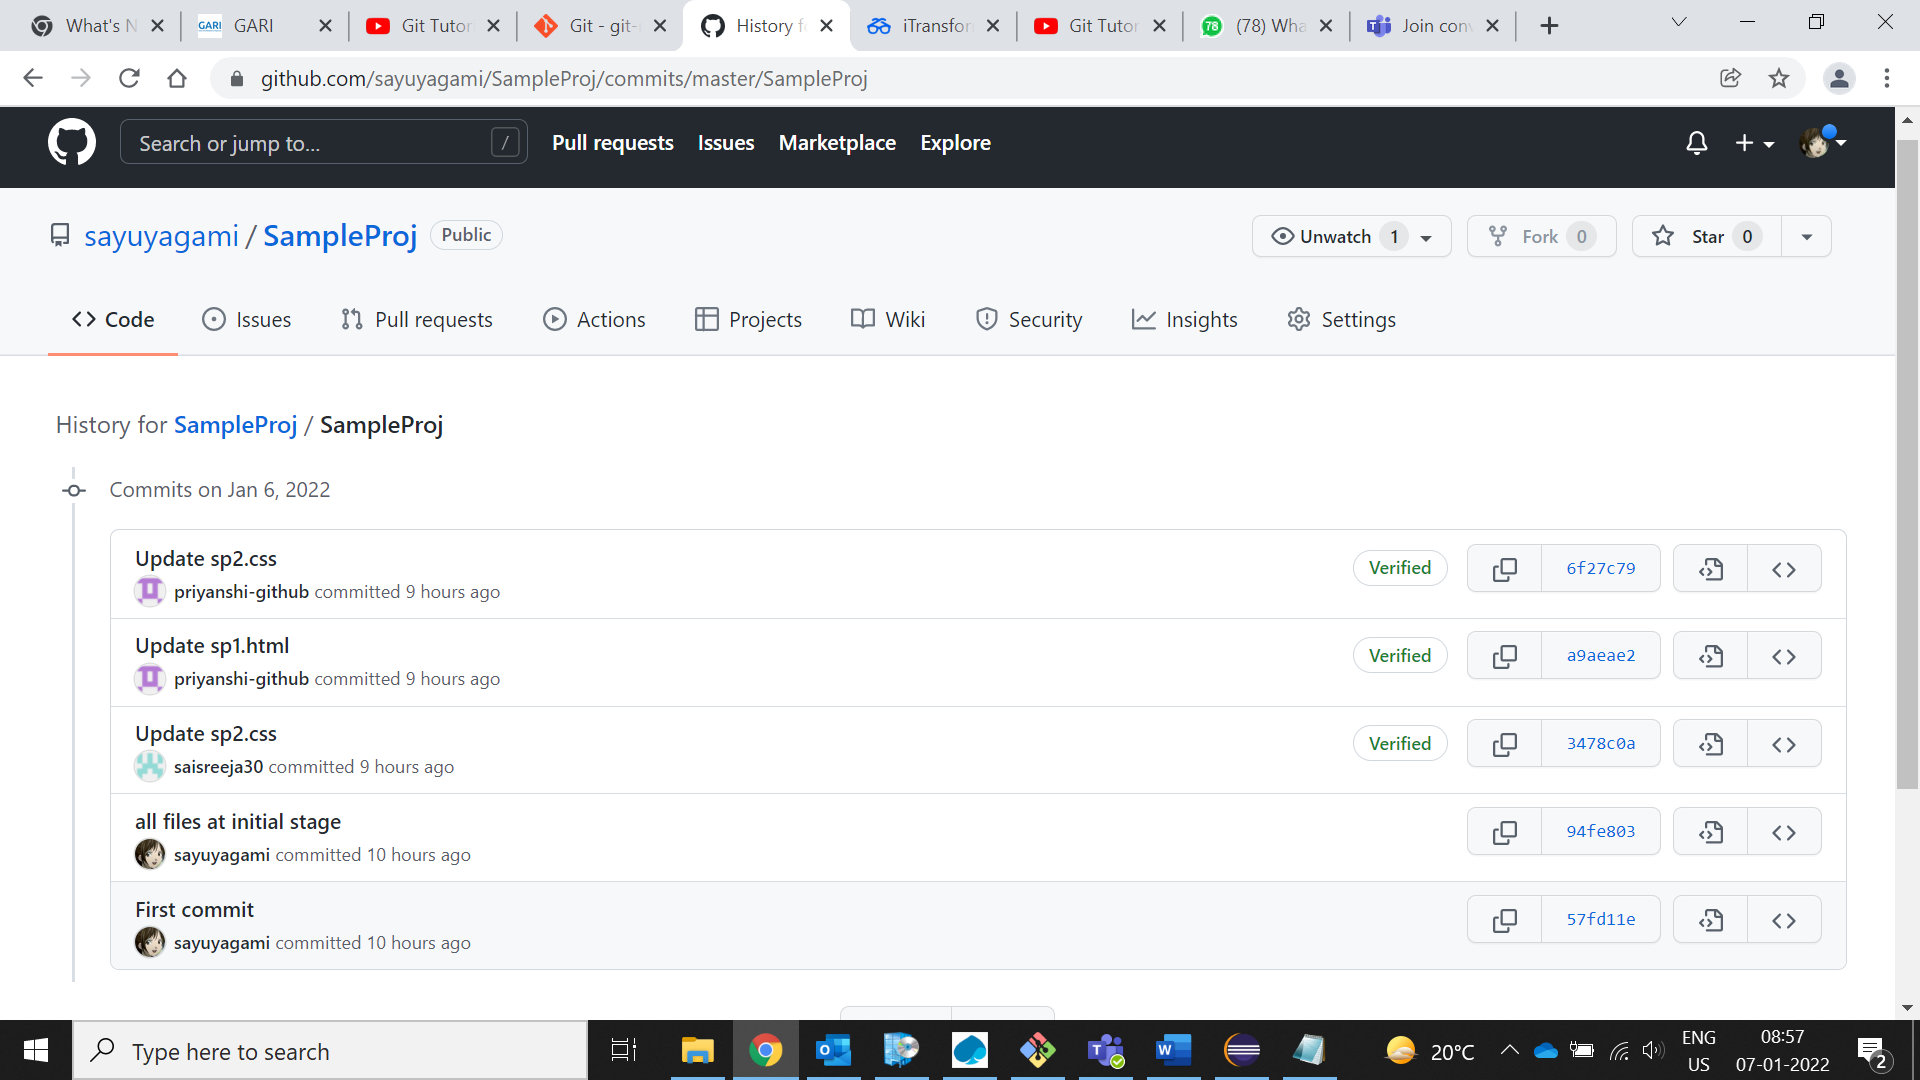 What's N
GARI GARI
Git Tutor
Git - git-
History f
iTransfor
Git Tutor
78 (78) Wha
Join con
github.com/sayuyagami/SampleProj/commits/master/SampleProj
Search or jump to... /
Pull requests Issues Marketplace Explore
sayuyagami / SampleProj Public
Unwatch 1 Fork 0 Star 0
Code Issues Pull requests Actions Projects Wiki Security Insights Settings
History for SampleProj / SampleProj
Commits on Jan 6, 2022
Update sp2.css
priyanshi-github committed 9 hours ago
Verified 6f27c79
Update sp1.html
priyanshi-github committed 9 hours ago
Verified a9aeae2
Update sp2.css
saisreeja30 committed 9 hours ago
Verified 3478c0a
all files at initial stage
sayuyagami committed 10 hours ago
94fe803
First commit
sayuyagami committed 10 hours ago
57fd11e
Type here to search
20°C
ENG
US
08:57
07-01-2022
2